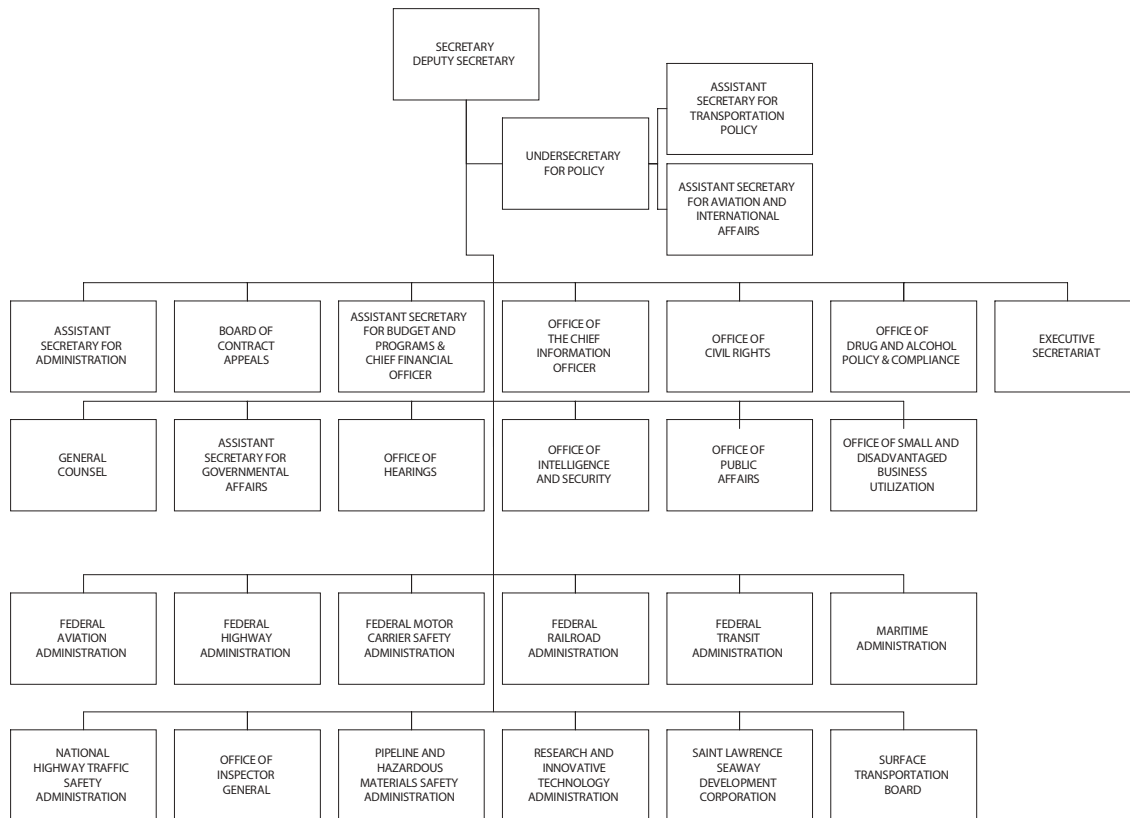 SECRETARY
DEPUTY SECRETARY
ASSISTANT
SECRETARY FOR
TRANSPORTATION
POLICY
UNDERSECRETARY
FOR POLICY
ASSISTANT SECRETARY
FOR AVIATION AND
INTERNATIONAL
AFFAIRS
ASSISTANT
SECRETARY FOR
ADMINISTRATION
BOARD OF
CONTRACT
APPEALS
ASSISTANT SECRETARY
FOR BUDGET AND
PROGRAMS &
CHIEF FINANCIAL
OFFICER
OFFICE OF
THE CHIEF
INFORMATION
OFFICER
OFFICE OF
CIVIL RIGHTS
OFFICE OF
DRUG AND ALCOHOL
POLICY & COMPLIANCE
EXECUTIVE
SECRETARIAT
GENERAL
COUNSEL
ASSISTANT
SECRETARY FOR
GOVERNMENTAL
AFFAIRS
OFFICE OF
HEARINGS
OFFICE OF
INTELLIGENCE
AND SECURITY
OFFICE OF
PUBLIC
AFFAIRS
OFFICE OF SMALL AND
DISADVANTAGED
BUSINESS
UTILIZATION
FEDERAL
AVIATION
ADMINISTRATION
FEDERAL
HIGHWAY
ADMINISTRATION
FEDERAL MOTOR
CARRIER SAFETY
ADMINISTRATION
FEDERAL
RAILROAD
ADMINISTRATION
FEDERAL
TRANSIT
ADMINISTRATION
MARITIME
ADMINISTRATION
NATIONAL
HIGHWAY TRAFFIC
SAFETY
ADMINISTRATION
OFFICE OF
INSPECTOR
GENERAL
PIPELINE AND
HAZARDOUS
MATERIALS SAFETY
ADMINISTRATION
RESEARCH AND
INNOVATIVE
TECHNOLOGY
ADMINISTRATION
SAINT LAWRENCE
SEAWAY
DEVELOPMENT
CORPORATION
SURFACE
TRANSPORTATION
BOARD